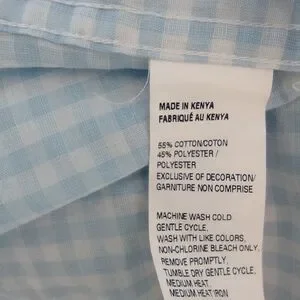 MADE IN KENYA
FABRIQUÉ AU KENYA
55% COTTON/COTON
45% POLYESTER /
POLYESTER
EXCLUSIVE OF DECORATION/
GARNITURE NON COMPRISE
MACHINE WASH COLD
GENTLE CYCLE,
WASH WITH LIKE COLORS,
NON-CHLORINE BLEACH ONLY,
REMOVE PROMPTLY,
TUMBLE DRY GENTLE CYCLE,
MEDIUM HEAT,
MEDIUM HEAT IRON